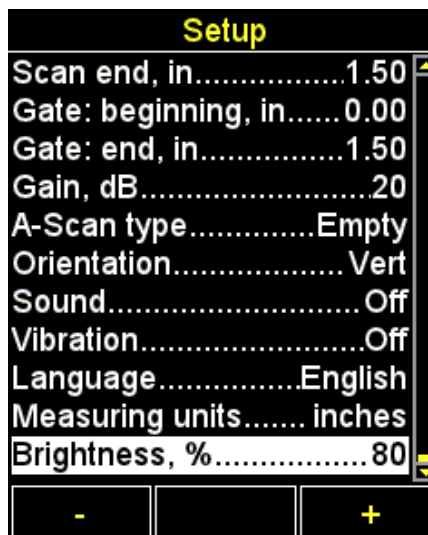 Setup
Scan end, in.................1.50
Gate: beginning, in......0.00
Gate: end, in.................1.50
Gain, dB...........................20
A-Scan type..............Empty
Orientation.................... Vert
Sound.............................. Off
Vibration..........................Off
Language.................English
Measuring units....... inches
Brightness, %..................80
- +